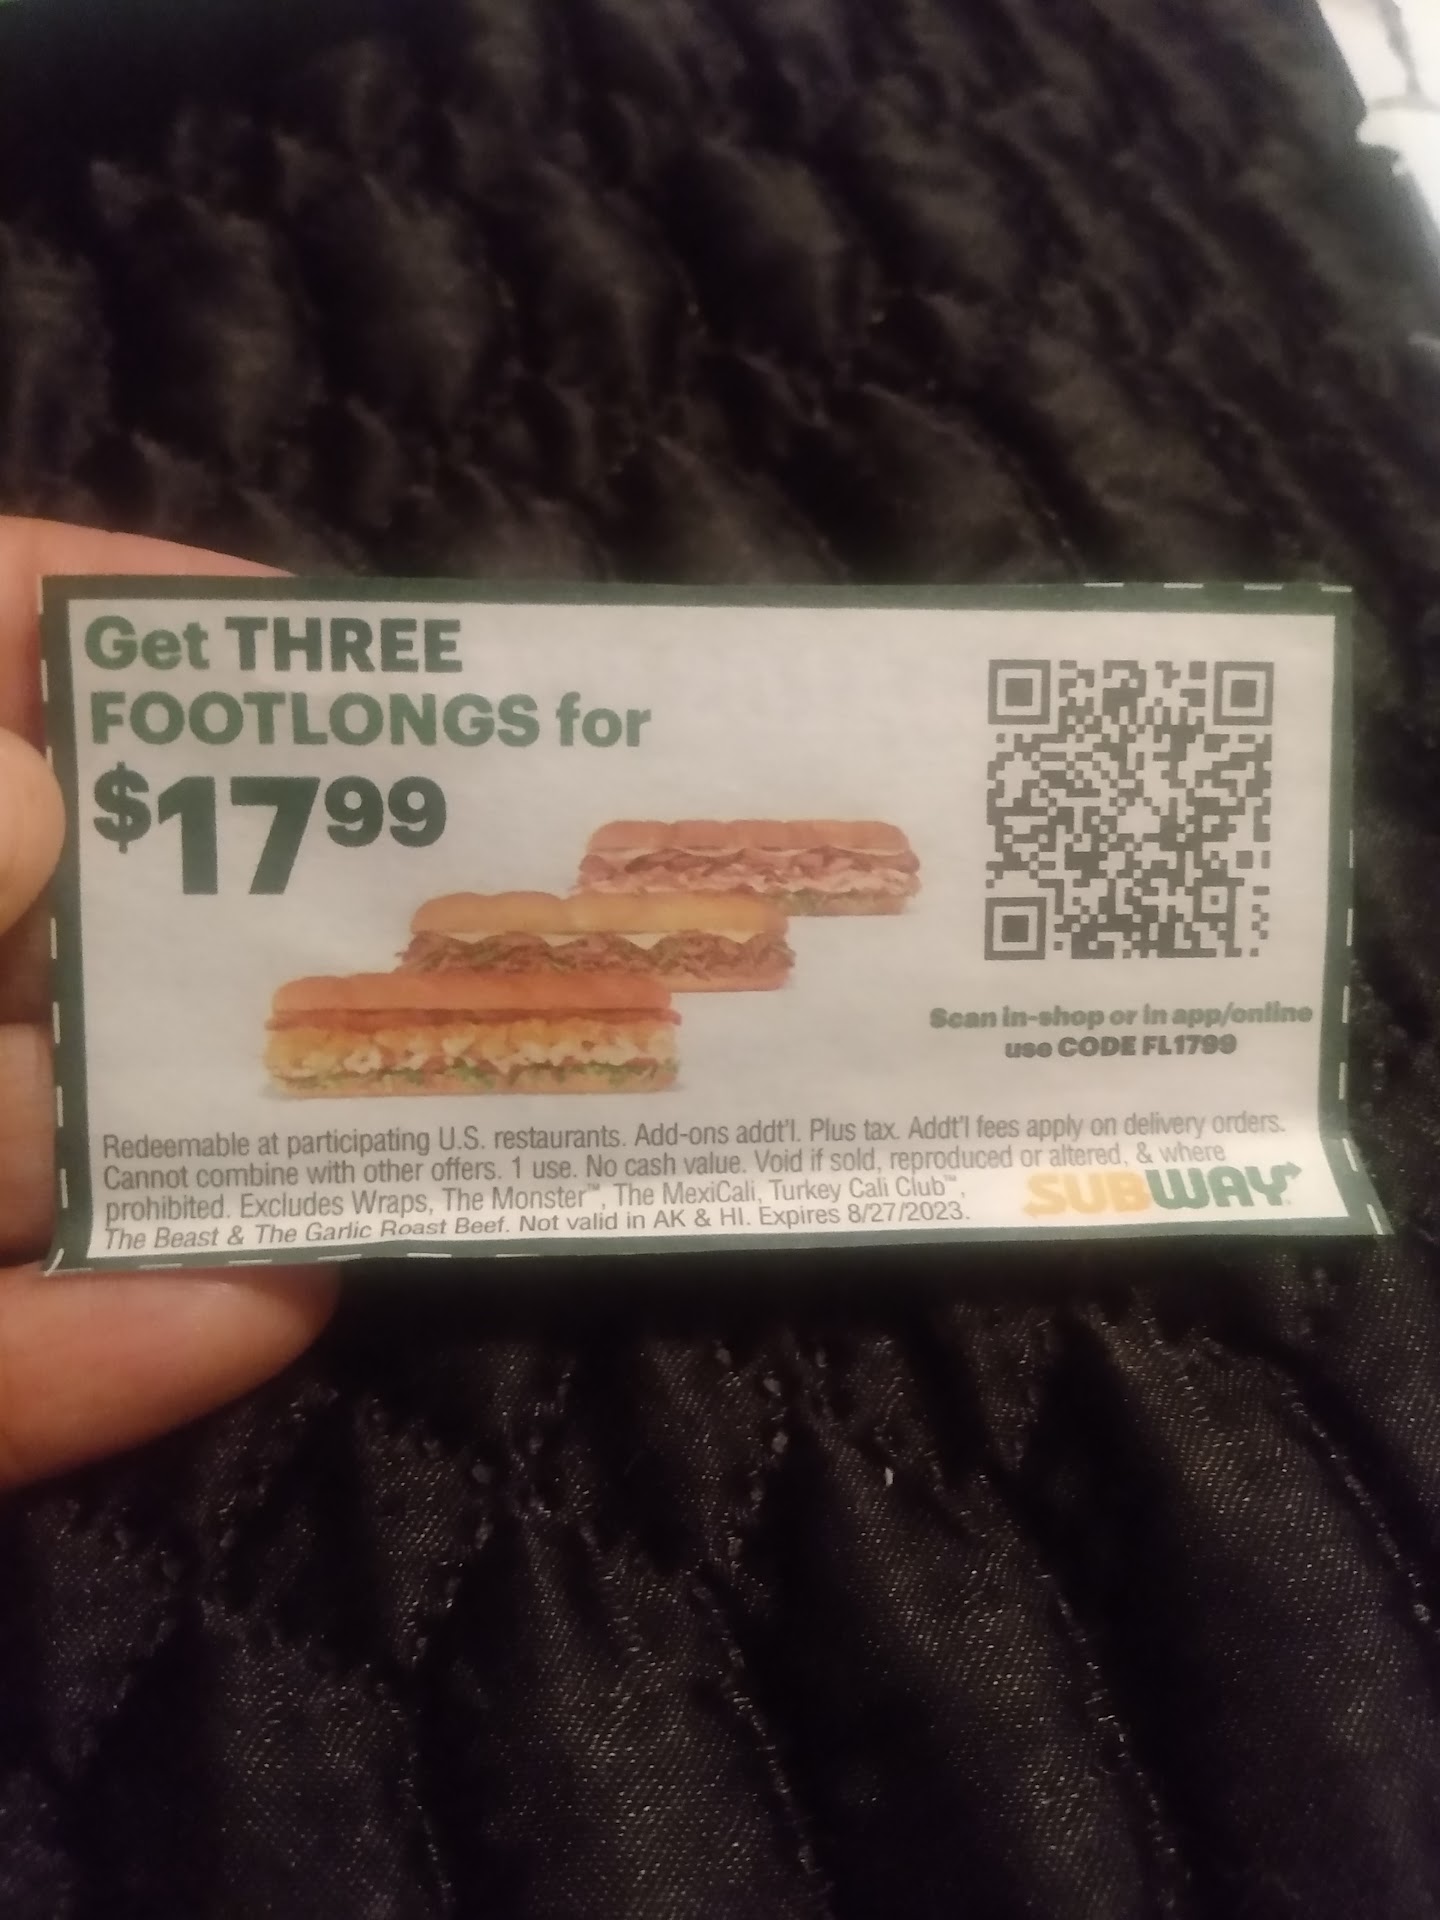 Get THREE
FOOTLONGS for
$17⁹⁹
Scan in-shop or in app/online
use CODE FL1799
Redeemable at participating U.S. restaurants. Add-ons addt'l. Plus tax. Addt'l fees apply on delivery orders.
Cannot combine with other offers. 1 use. No cash value. Void if sold, reproduced or altered, & where
prohibited. Excludes Wraps, The Monster™, The MexiCali, Turkey Cali Club™,
The Beast & The Garlic Roast Beef. Not valid in AK & HI. Expires 8/27/2023.
SUBWAY